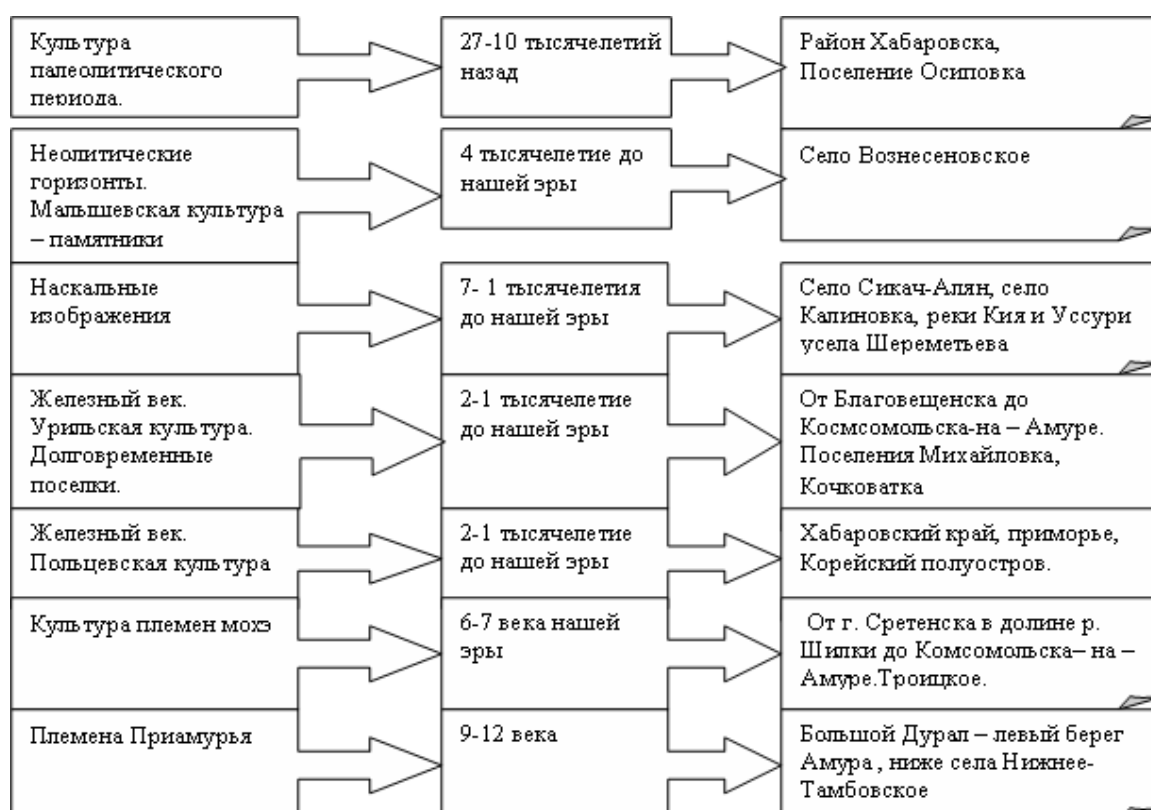 Культура
палеолитического
периода.
27-10 тысячелетий
назад
Район Хабаровска,
Поселение Осиповка
Неолитические
горизонты.
Малышевская культура
– памятники
4 тысячелетие до
нашей эры
Село Вознесеновское
Наскальные
изображения
7- 1 тысячелетия
до нашей эры
Село Сикач-Алян, село
Калиновка, реки Кия и Уссури
усела Шереметьева
Железный век.
Урильская культура.
Долговременные
поселки.
2-1 тысячелетие
до нашей эры
От Благовещенска до
Космсомольска-на – Амуре.
Поселения Михайловка,
Кочковатка
Железный век.
Польцевская культура
2-1 тысячелетие
до нашей эры
Хабаровский край, приморье,
Корейский полуостров.
Культура племен мохэ
6-7 века нашей
эры
От г. Сретенска в долине р.
Шилки до Комсомольска– на –
Амуре.Троицкое.
Племена Приамурья
9-12 века
Большой Дурал – левый берег
Амура , ниже села Нижнее-
Тамбовское